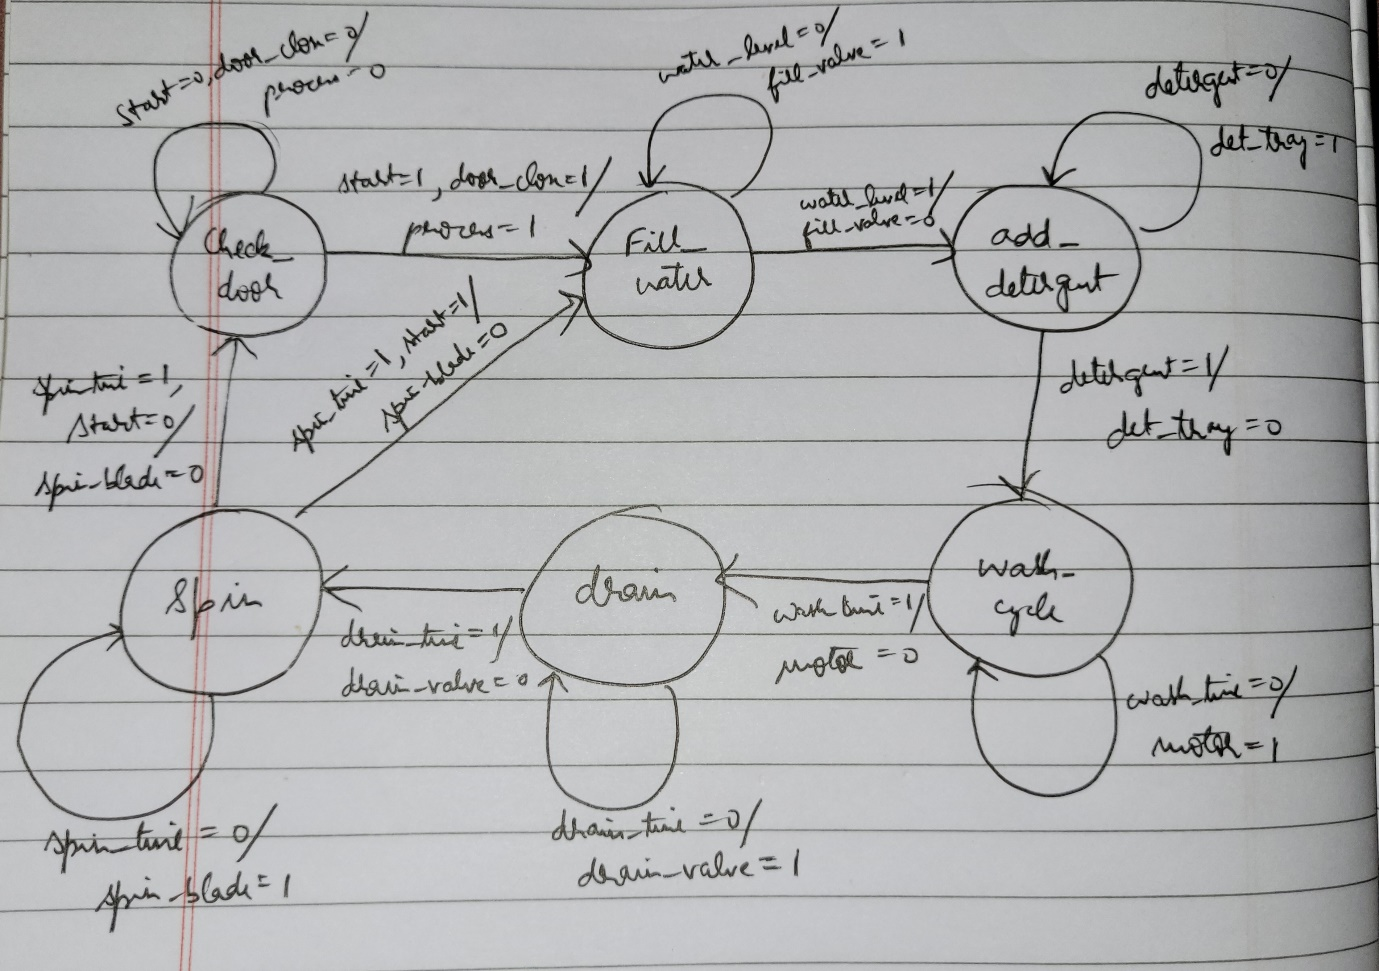 start=0, door_close=0/
process=0
water_level=0/
fill_valve=1
detergent=0/
det_tray=1
start=1, door_close=1/
process=1
water_level=1/
fill_valve=0
Check_
door
Fill_
water
add_
detergent
spin_time=1,
start=0/
spin_blade=0
spin_time=1, start=1/
spin_blade=0
detergent=1/
det_tray=0
Spin
drain
wash_
cycle
drain_time=1/
drain_valve=0
wash_time=1/
motor=0
wash_time=0/
motor=1
spin_time=0/
spin_blade=1
drain_time=0/
drain_valve=1